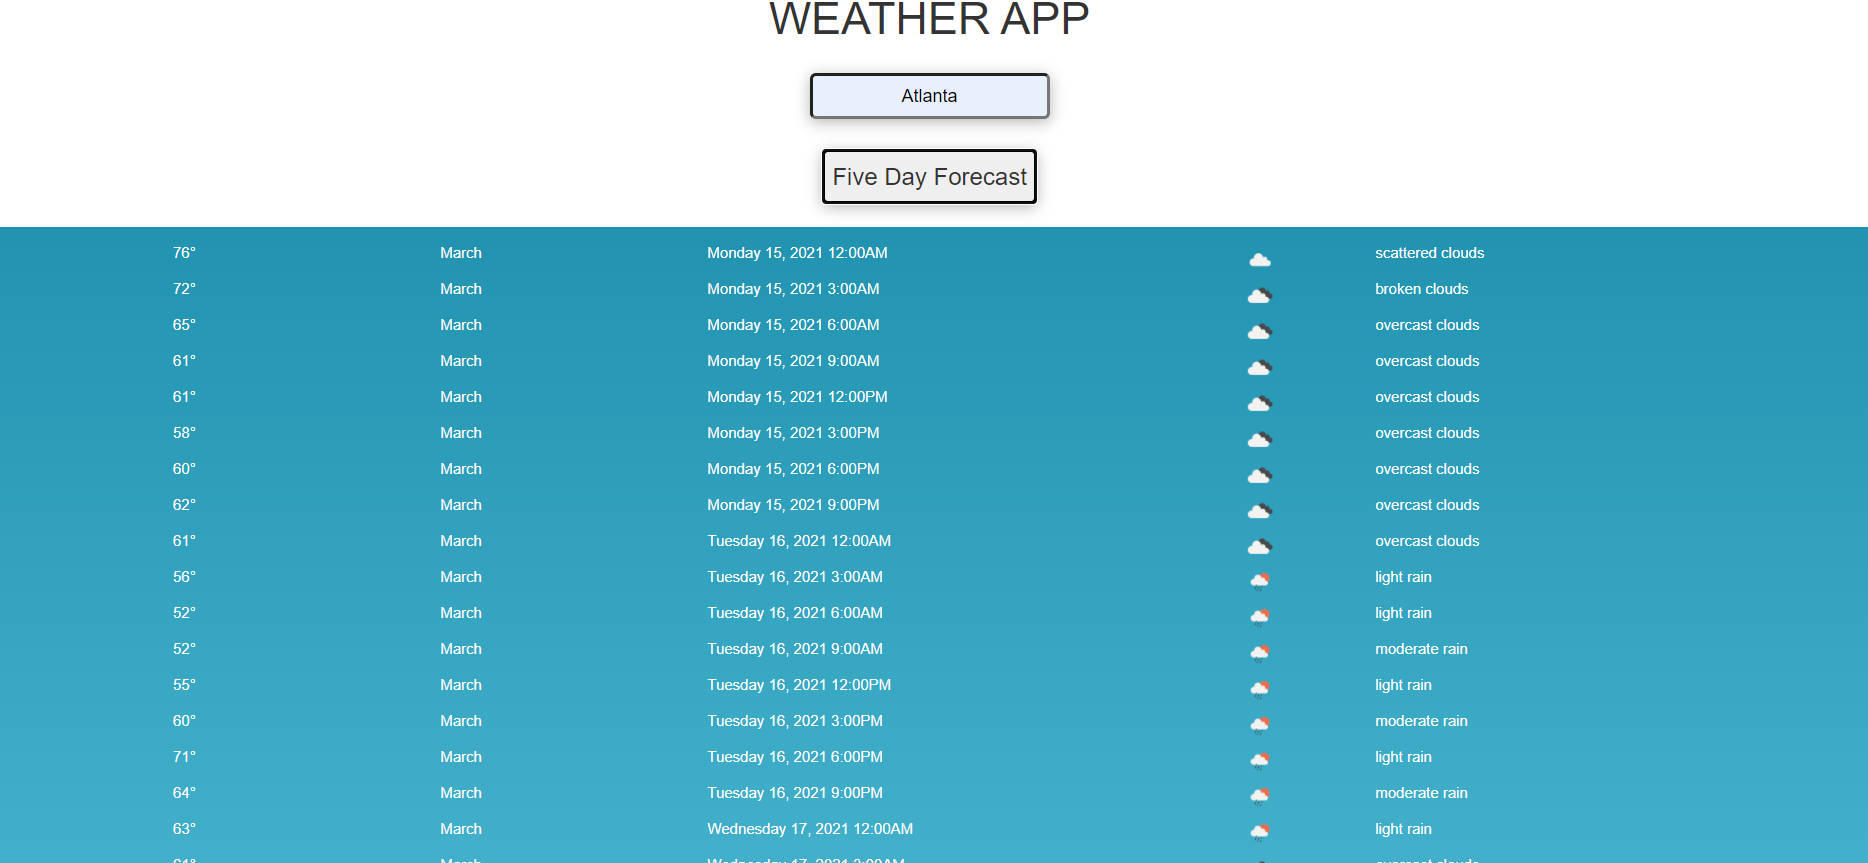 WEATHER APP
Atlanta
Five Day Forecast
76° March Monday 15, 2021 12:00AM scattered clouds
72° March Monday 15, 2021 3:00AM broken clouds
65° March Monday 15, 2021 6:00AM overcast clouds
61° March Monday 15, 2021 9:00AM overcast clouds
61° March Monday 15, 2021 12:00PM overcast clouds
58° March Monday 15, 2021 3:00PM overcast clouds
60° March Monday 15, 2021 6:00PM overcast clouds
62° March Monday 15, 2021 9:00PM overcast clouds
61° March Tuesday 16, 2021 12:00AM overcast clouds
56° March Tuesday 16, 2021 3:00AM light rain
52° March Tuesday 16, 2021 6:00AM light rain
52° March Tuesday 16, 2021 9:00AM moderate rain
55° March Tuesday 16, 2021 12:00PM light rain
60° March Tuesday 16, 2021 3:00PM moderate rain
71° March Tuesday 16, 2021 6:00PM light rain
64° March Tuesday 16, 2021 9:00PM moderate rain
63° March Wednesday 17, 2021 12:00AM light rain
61° March Wednesday 17, 2021 3:00AM overcast clouds